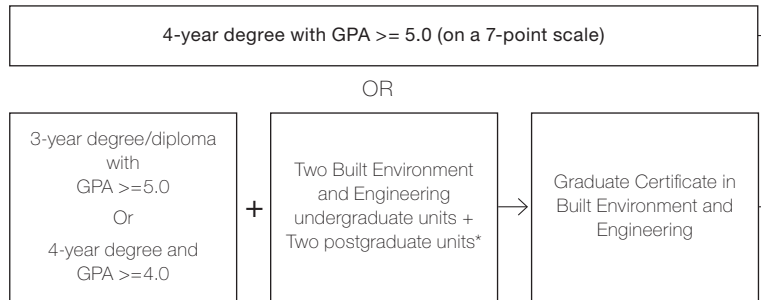 4-year degree with GPA >= 5.0 (on a 7-point scale)
OR
3-year degree/diploma
with
GPA >=5.0
Or
4-year degree and
GPA >=4.0
+
Two Built Environment
and Engineering
undergraduate units +
Two postgraduate units*
Graduate Certificate in
Built Environment and
Engineering